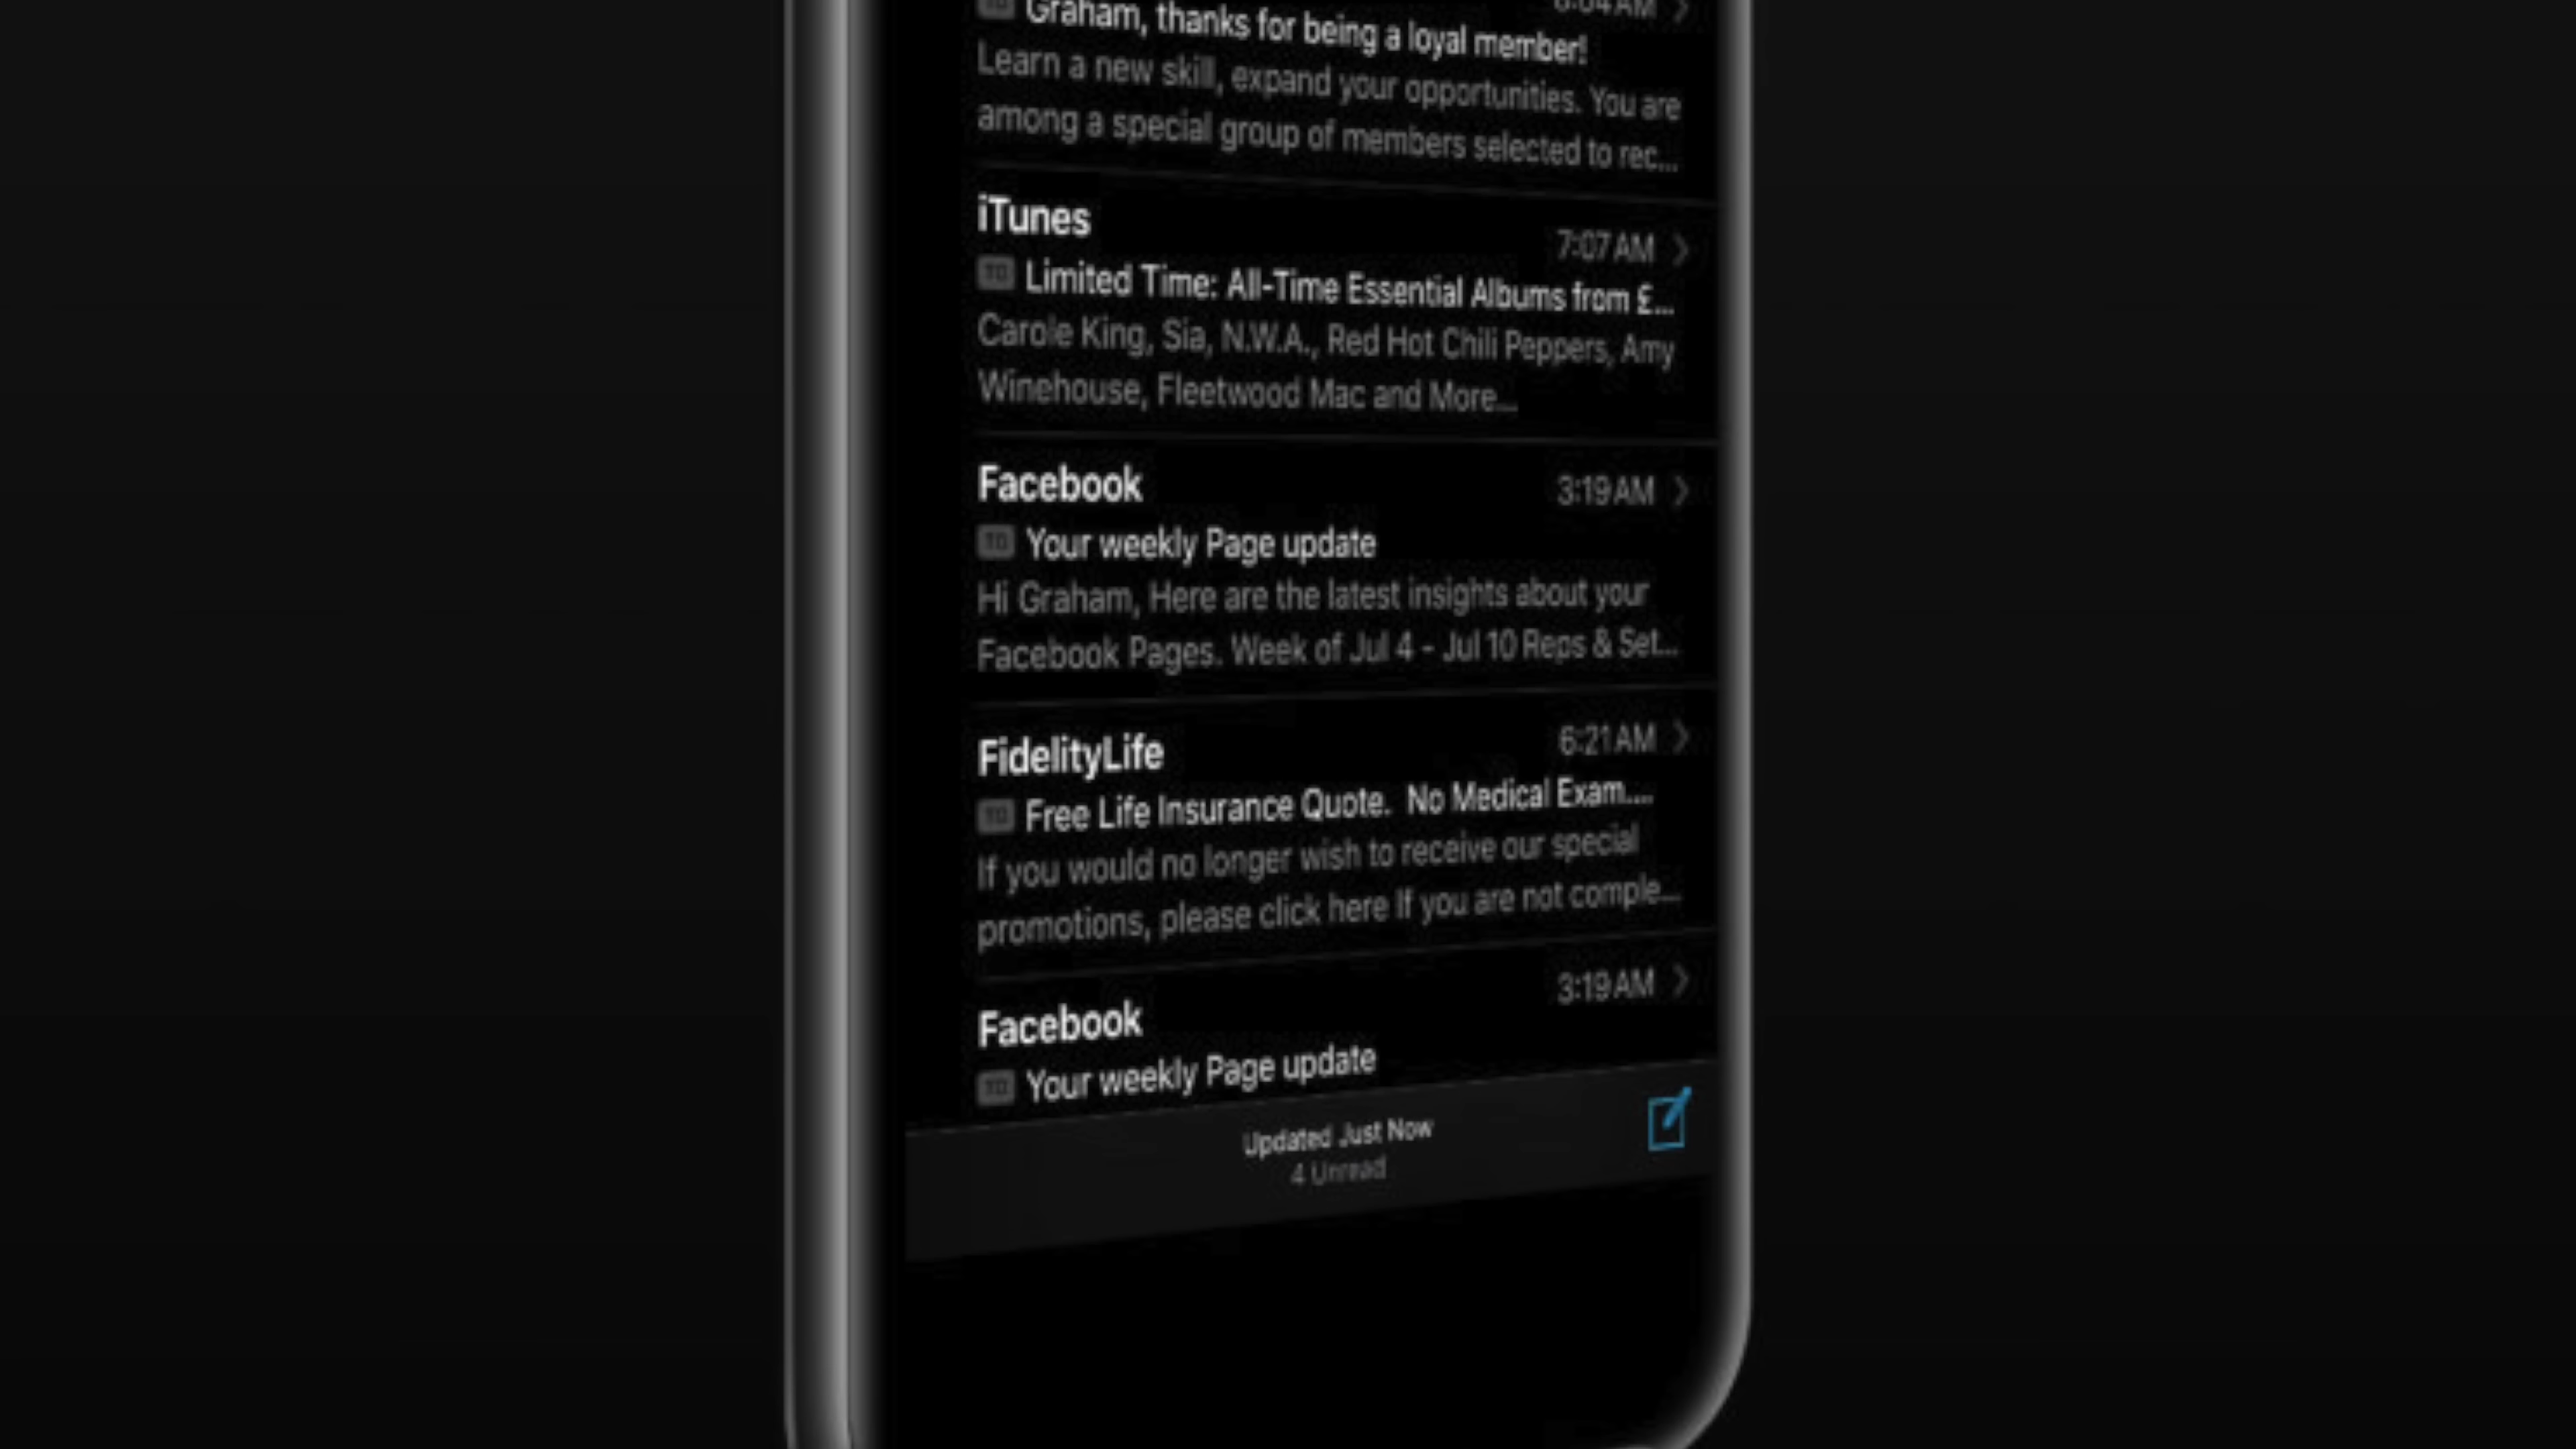 Graham, thanks for being a loyal member!
Learn a new skill, expand your opportunities. You are
among a special group of members selected to rec...
iTunes
7:07 AM
TO Limited Time: All-Time Essential Albums from £...
Carole King, Sia, N.W.A., Red Hot Chili Peppers, Amy
Winehouse, Fleetwood Mac and More...
Facebook
3:19 AM
TO Your weekly Page update
Hi Graham, Here are the latest insights about your
Facebook Pages. Week of Jul 4 - Jul 10 Reps & Set...
FidelityLife
6:21 AM
TO Free Life Insurance Quote. No Medical Exam....
If you would no longer wish to receive our special
promotions, please click here If you are not comple...
Facebook
3:19 AM
TO Your weekly Page update
Updated Just Now
4 Unread